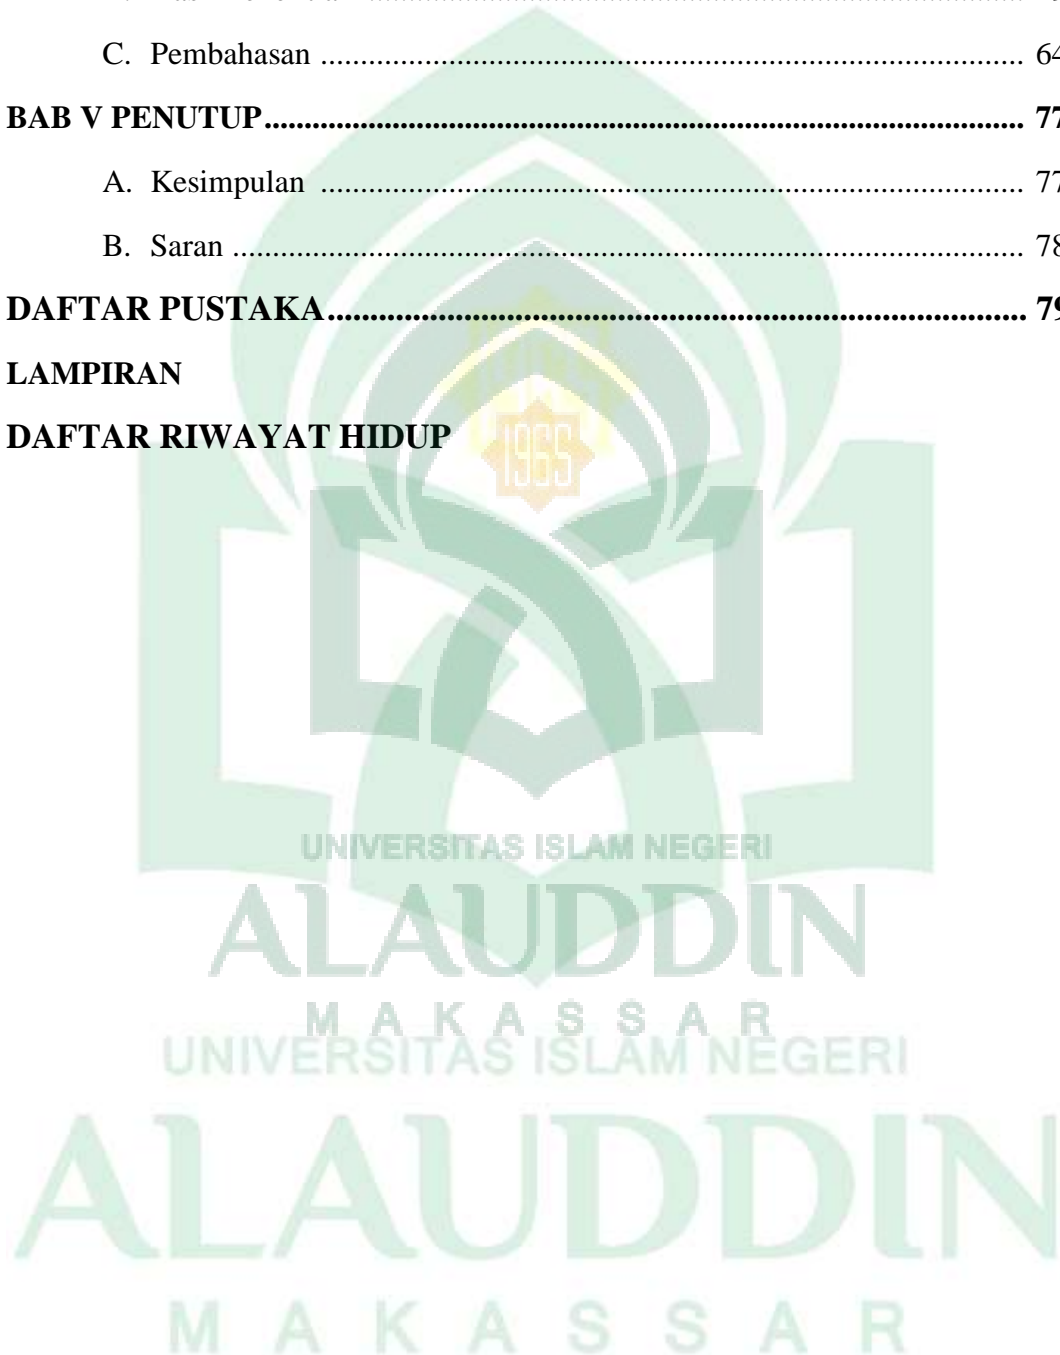 C. Pembahasan ........................................................................................ 64
BAB V PENUTUP................................................................................................ 77
A. Kesimpulan ........................................................................................ 77
B. Saran ................................................................................................... 78
DAFTAR PUSTAKA....................................................................................... 79
LAMPIRAN
DAFTAR RIWAYAT HIDUP
1965
UNIVERSITAS ISLAM NEGERI
ALAUDDIN
MAKASSAR
UNIVERSITAS ISLAM NEGERI
ALAUDDIN
MAKASSAR